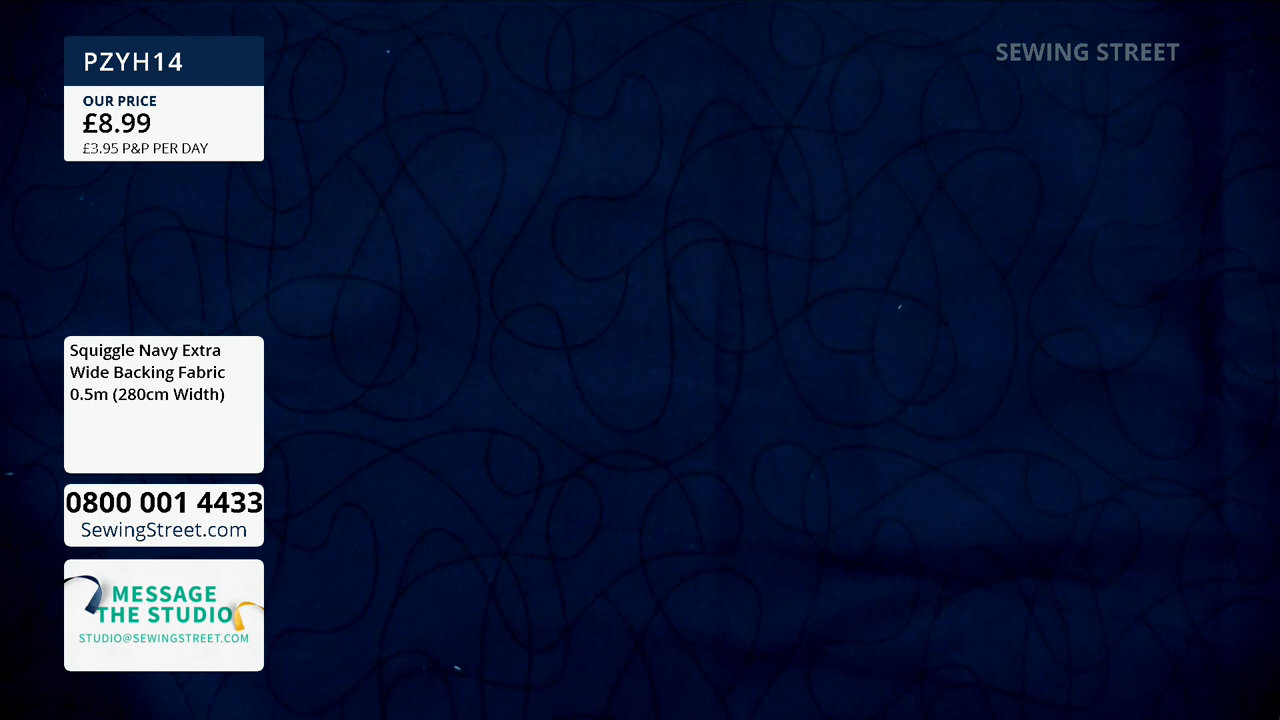 PZYH14
OUR PRICE
£8.99
£3.95 P&P PER DAY
SEWING STREET
Squiggle Navy Extra
Wide Backing Fabric
0.5m (280cm Width)
0800 001 4433
SewingStreet.com
MESSAGE
THE STUDIO
STUDIO@SEWINGSTREET.COM